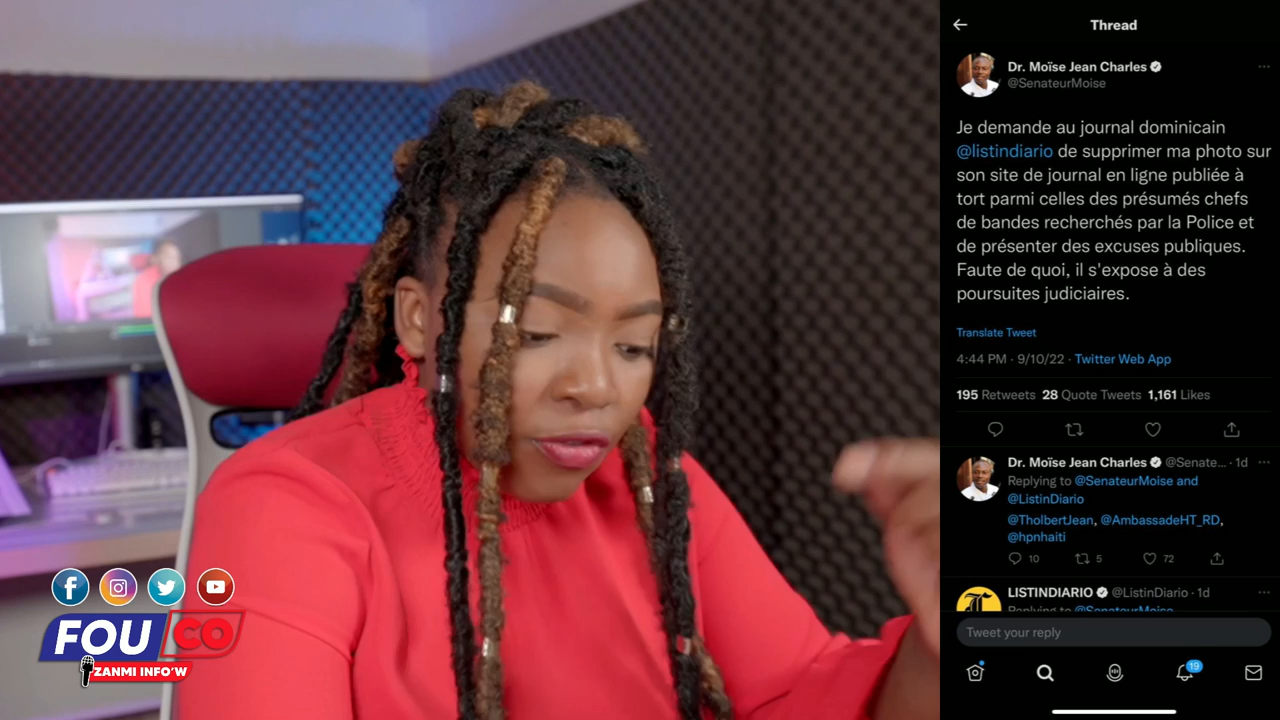 Thread
Dr. Moïse Jean Charles
@SenateurMoise
Je demande au journal dominicain
@listindiario de supprimer ma photo sur
son site de journal en ligne publiée à
tort parmi celles des présumés chefs
de bandes recherchés par la Police et
de présenter des excuses publiques.
Faute de quoi, il s'expose à des
poursuites judiciaires.
Translate Tweet
4:44 PM · 9/10/22 · Twitter Web App
195 Retweets 28 Quote Tweets 1,161 Likes
Dr. Moïse Jean Charles @Senate... · 1d
Replying to @SenateurMoise and
@ListinDiario
@TholbertJean, @AmbassadeHT_RD,
@hpnhaiti
10 5 72
LISTINDIARIO @ListinDiario · 1d
Replying to @SenateurMoise
Tweet your reply
19
FOU CO
ZANMI INFO'W